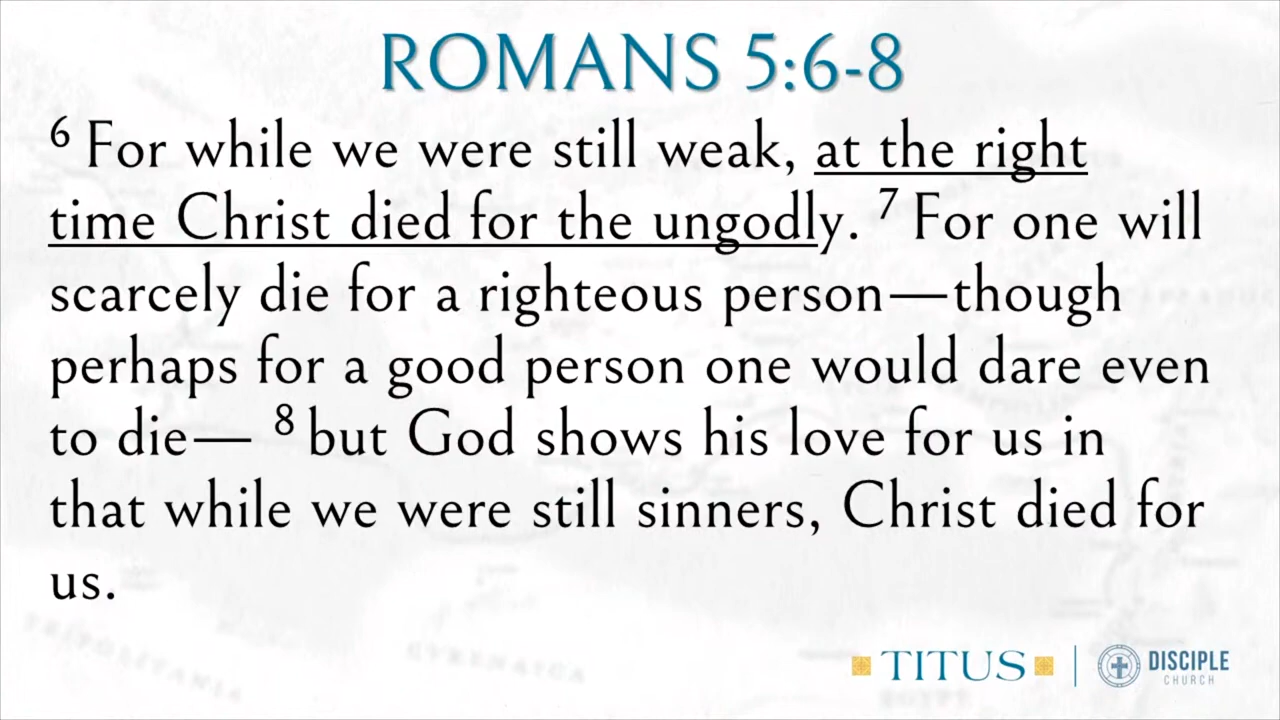 ROMANS 5:6-8
6 For while we were still weak, at the right
time Christ died for the ungodly. 7 For one will
scarcely die for a righteous person—though
perhaps for a good person one would dare even
to die— 8 but God shows his love for us in
that while we were still sinners, Christ died for
us.
TRIPOLITANIA
CYRENAICA
EGYPT
TITUS
DISCIPLE
CHURCH